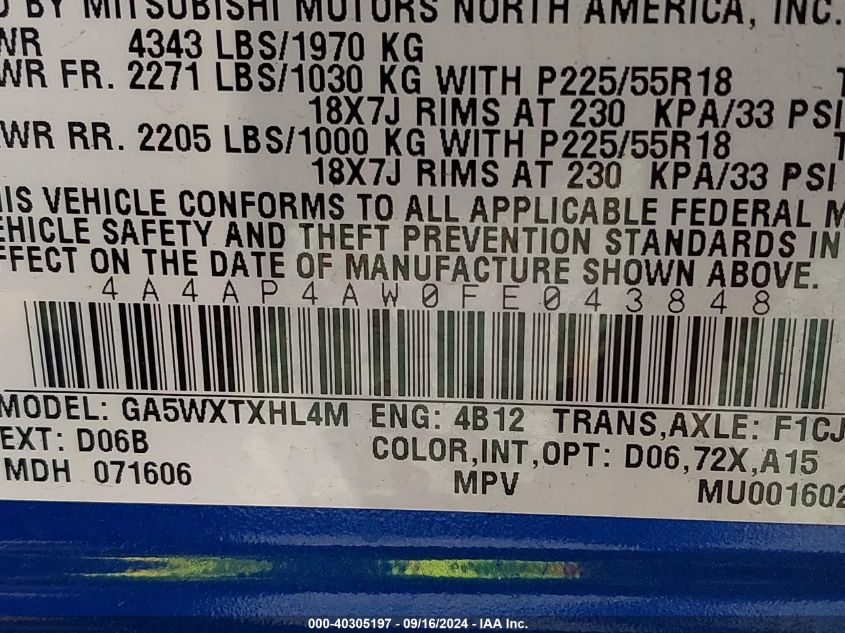 BY MITSUBISHI MOTORS NORTH AMERICA, INC.
WR 4343 LBS/1970 KG
WR FR. 2271 LBS/1030 KG WITH P225/55R18
18X7J RIMS AT 230 KPA/33 PSI
WR RR. 2205 LBS/1000 KG WITH P225/55R18
18X7J RIMS AT 230 KPA/33 PSI
IS VEHICLE CONFORMS TO ALL APPLICABLE FEDERAL M
EHICLE SAFETY AND THEFT PREVENTION STANDARDS IN
FFECT ON THE DATE OF MANUFACTURE SHOWN ABOVE.
4A4AP4AW0FE043848
MODEL: GA5WXTXHL4M ENG: 4B12 TRANS,AXLE: F1CJ
EXT: D06B COLOR,INT,OPT: D06,72X,A15
MDH 071606 MPV MU001602
000-40305197 - 09/16/2024 - IAA Inc.